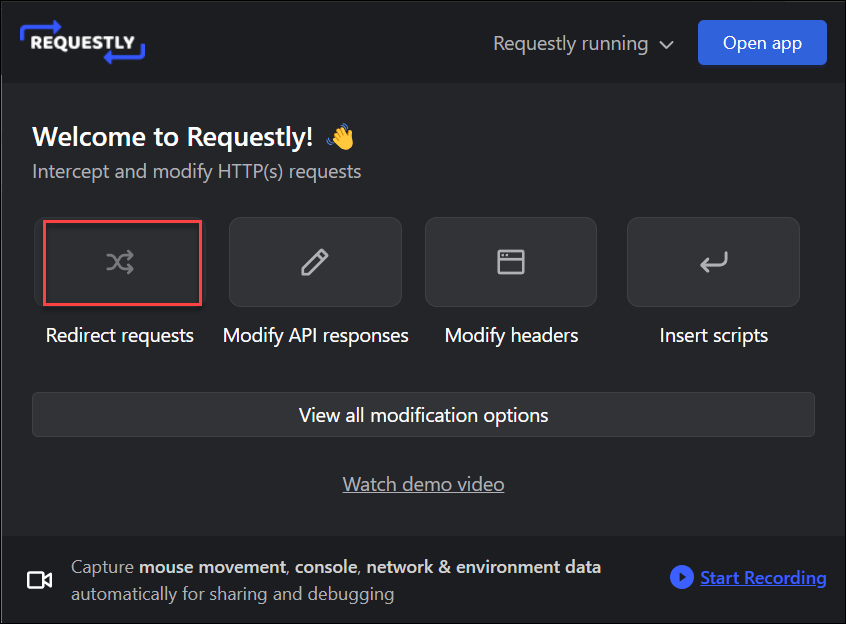 REQUESTLY
Requestly running
Open app
Welcome to Requestly! 👋
Intercept and modify HTTP(s) requests
Redirect requests
Modify API responses
Modify headers
Insert scripts
View all modification options
Watch demo video
Capture mouse movement, console, network & environment data
automatically for sharing and debugging
Start Recording